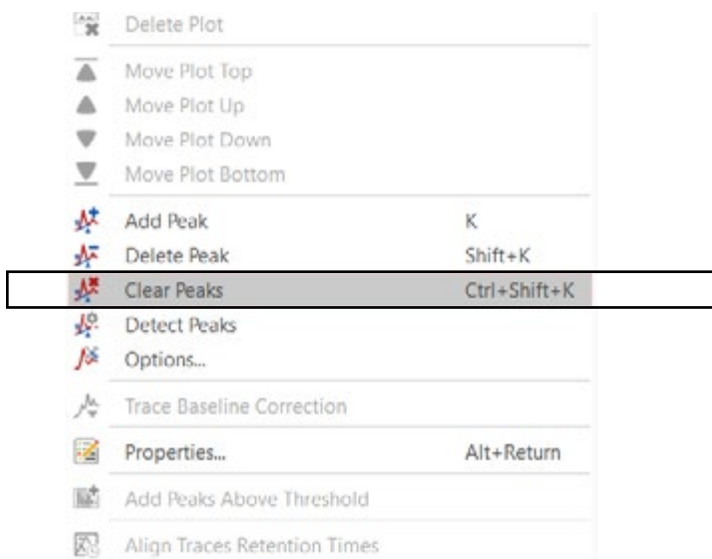 Delete Plot
Move Plot Top
Move Plot Up
Move Plot Down
Move Plot Bottom
Add Peak K
Delete Peak Shift+K
Clear Peaks Ctrl+Shift+K
Detect Peaks
Options...
Trace Baseline Correction
Properties... Alt+Return
Add Peaks Above Threshold
Align Traces Retention Times